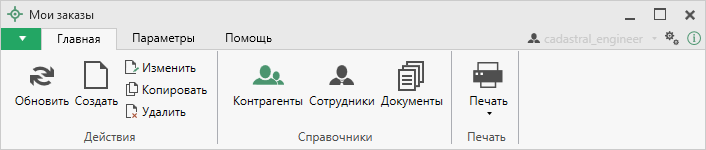 Мои заказы
Главная Параметры Помощь cadastral_engineer
Обновить Создать Изменить Копировать Удалить Контрагенты Сотрудники Документы Печать
Действия Справочники Печать